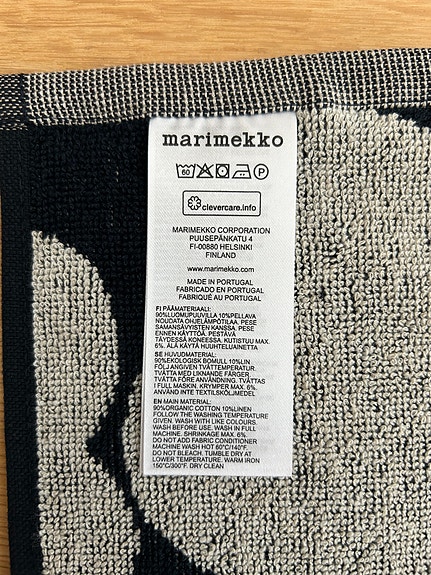 marimekko
60 P
clevercare.info
MARIMEKKO CORPORATION
PUUSEPÄNKATU 4
FI-00880 HELSINKI
FINLAND
www.marimekko.com
MADE IN PORTUGAL
FABRICADO EN PORTUGAL
FABRIQUÉ AU PORTUGAL
FI PÄÄMATERIAALI:
90%LUOMUPUUVILLA 10%PELLAVA
NOUDATA OHJELÄMPÖTILAA. PESE
SAMANSÄVYISTEN KANSSA. PESE
ENNEN KÄYTTÖÄ. PESTÄVÄ
TÄYDESSÄ KONEESSA. KUTISTUU MAX.
6%. ÄLÄ KÄYTÄ HUUHTELUAINETTA
SE HUVUDMATERIAL:
90%EKOLOGISK BOMULL 10%LIN
FÖLJ ANGIVEN TVÄTTEMPERATUR.
TVÄTTA MED LIKNANDE FÄRGER.
TVÄTTA FÖRE ANVÄNDNING. TVÄTTAS
I FULL MASKIN. KRYMPER MAX. 6%.
ANVÄND INTE TEXTILSKÖLJMEDEL
EN MAIN MATERIAL:
90%ORGANIC COTTON 10%LINEN
FOLLOW THE WASHING TEMPERATURE
GIVEN. WASH WITH LIKE COLOURS.
WASH BEFORE USE. WASH IN FULL
MACHINE. SHRINKAGE MAX. 6%.
DO NOT ADD FABRIC CONDITIONER
MACHINE WASH HOT 60°C/140°F.
DO NOT BLEACH. TUMBLE DRY AT
LOWER TEMPERATURE. WARM IRON
150°C/300°F. DRY CLEAN